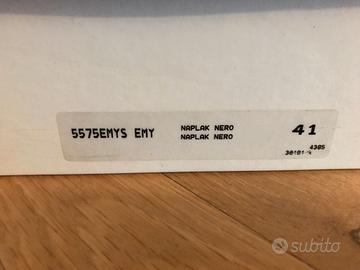 5575EMYS EMY NAPLAK NERO 41
NAPLAK NERO
4385
subito